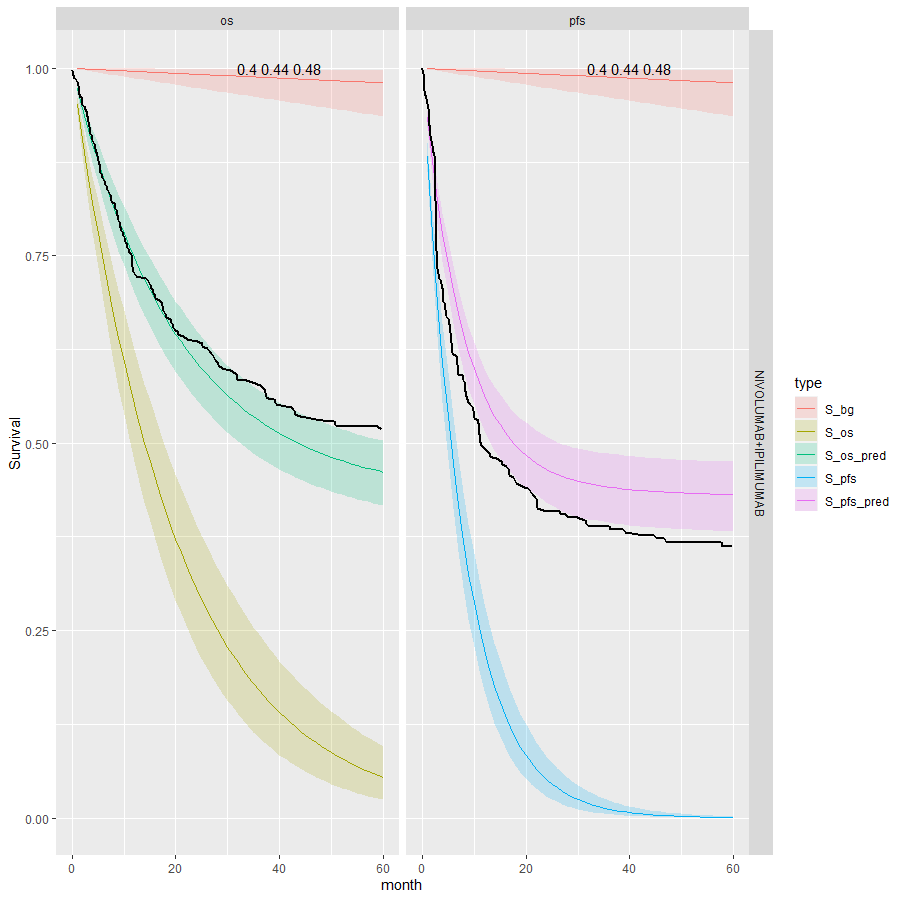 os
pfs
0.4 0.44 0.48
0.4 0.44 0.48
1.00
0.75
0.50
0.25
0.00
Survival
0
20
40
60
0
20
40
60
month
NIVOLUMAB+IPILIMUMAB
type
S_bg
S_os
S_os_pred
S_pfs
S_pfs_pred